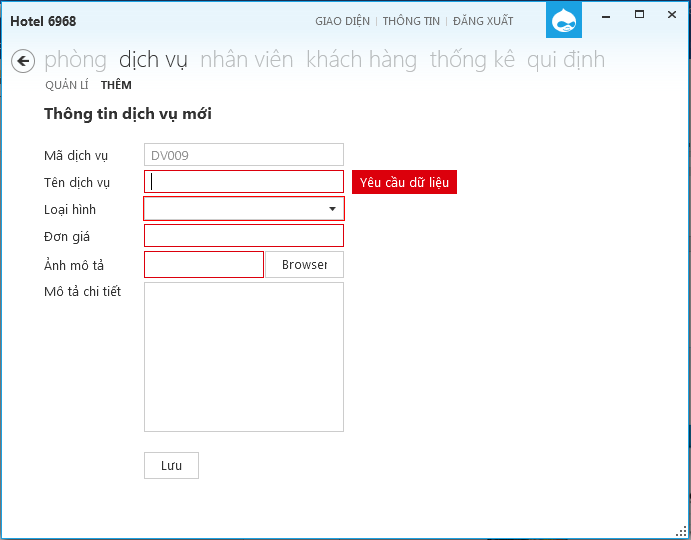 Hotel 6968
GIAO DIỆN | THÔNG TIN | ĐĂNG XUẤT
phòng dịch vụ nhân viên khách hàng thống kê qui định
QUẢN LÍ THÊM
Thông tin dịch vụ mới
Mã dịch vụ DV009
Tên dịch vụ Yêu cầu dữ liệu
Loại hình
Đơn giá
Ảnh mô tả Browser
Mô tả chi tiết
Lưu